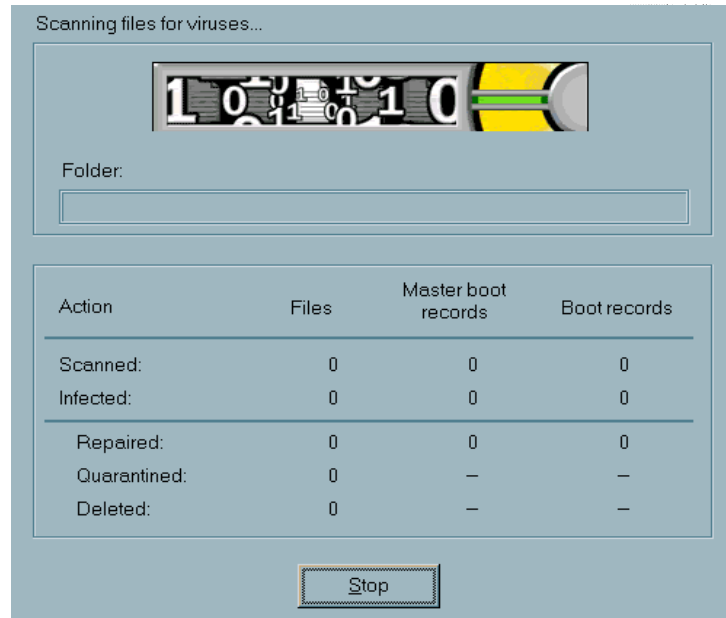 Scanning files for viruses...
Folder:
Action Files Master boot records Boot records
Scanned: 0 0 0
Infected: 0 0 0
Repaired: 0 0 0
Quarantined: 0 – –
Deleted: 0 – –
Stop